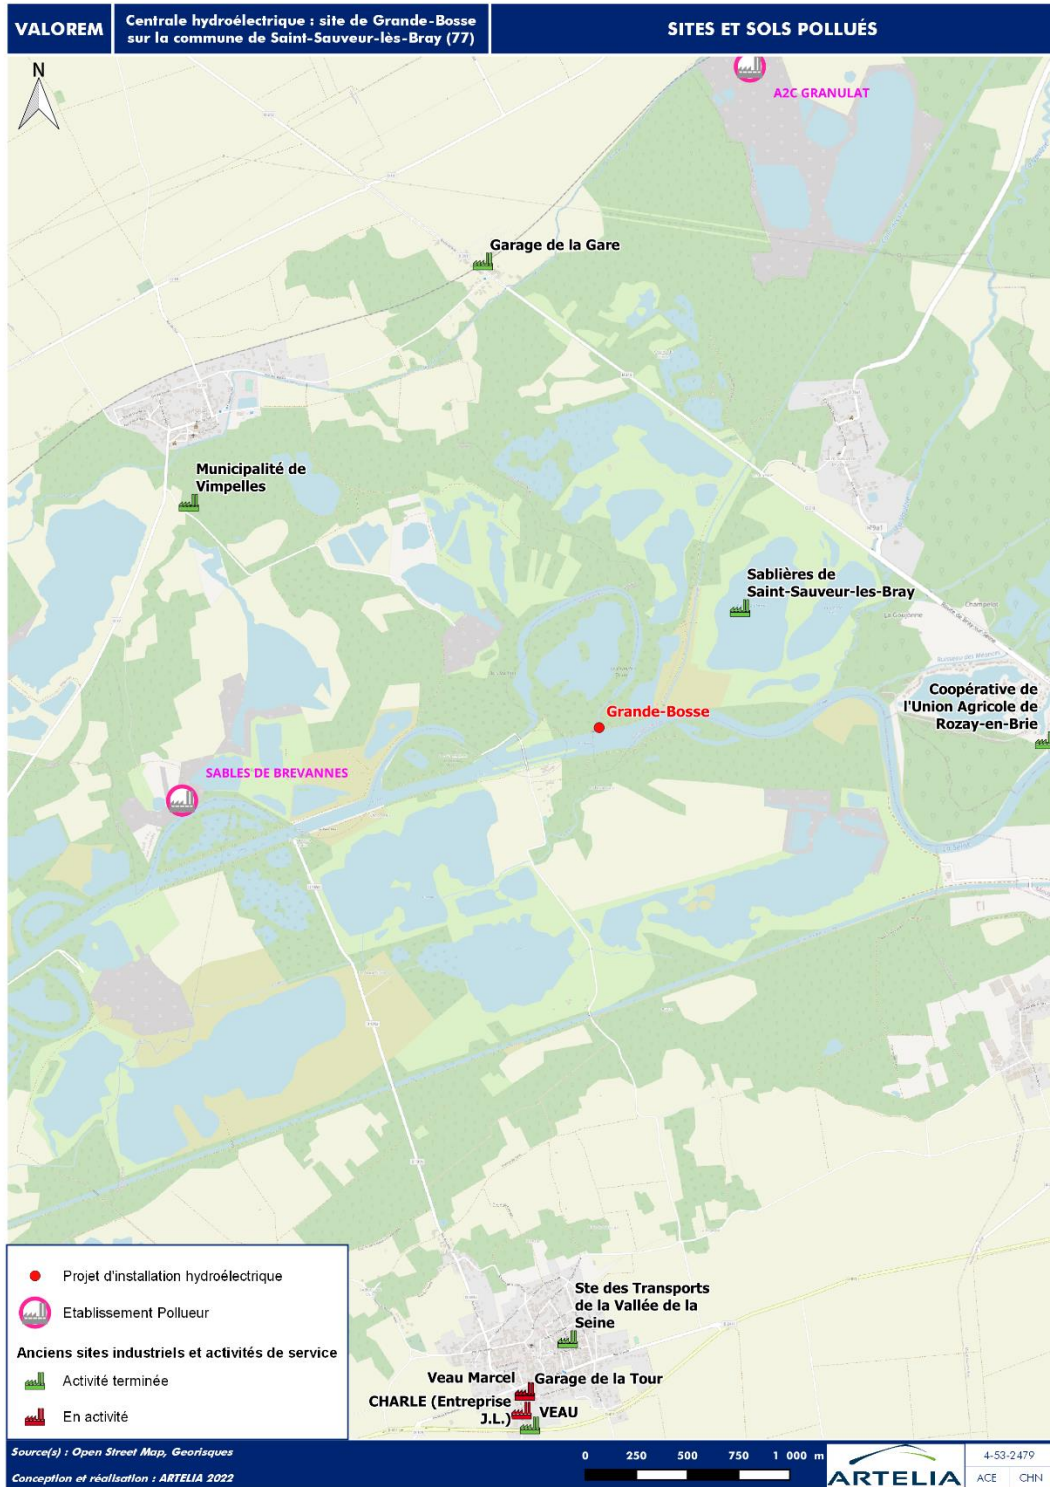 VALOREM
Centrale hydroélectrique : site de Grande-Bosse
sur la commune de Saint-Sauveur-lès-Bray (77)
SITES ET SOLS POLLUÉS
N
A2C GRANULAT
Garage de la Gare
Municipalité de
Vimpelles
Sablières de
Saint-Sauveur-les-Bray
Coopérative de
l'Union Agricole de
Rozay-en-Brie
Grande-Bosse
SABLES DE BREVANNES
Ste des Transports
de la Vallée de la
Seine
Veau Marcel
Garage de la Tour
CHARLE (Entreprise
J.L.)
VEAU
Projet d'installation hydroélectrique
Etablissement Pollueur
Anciens sites industriels et activités de service
Activité terminée
En activité
Source(s) : Open Street Map, Georisques
Conception et réalisation : ARTELIA 2022
0 250 500 750 1 000 m
ARTELIA
4-53-2479
ACE CHN